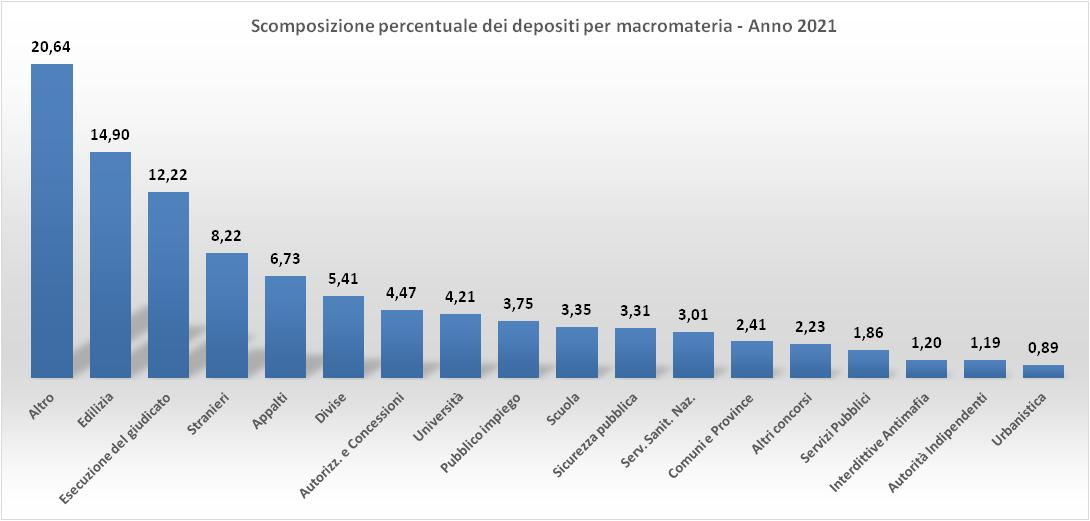 Scomposizione percentuale dei depositi per macromateria - Anno 2021
20,64
14,90
12,22
8,22
6,73
5,41
4,47
4,21
3,75
3,35
3,31
3,01
2,41
2,23
1,86
1,20
1,19
0,89
Altro
Edilizia
Esecuzione del giudicato
Stranieri
Appalti
Divise
Autorizz. e Concessioni
Università
Pubblico impiego
Scuola
Sicurezza pubblica
Serv. Sanit. Naz.
Comuni e Province
Altri concorsi
Servizi Pubblici
Interdittive Antimafia
Autorità Indipendenti
Urbanistica